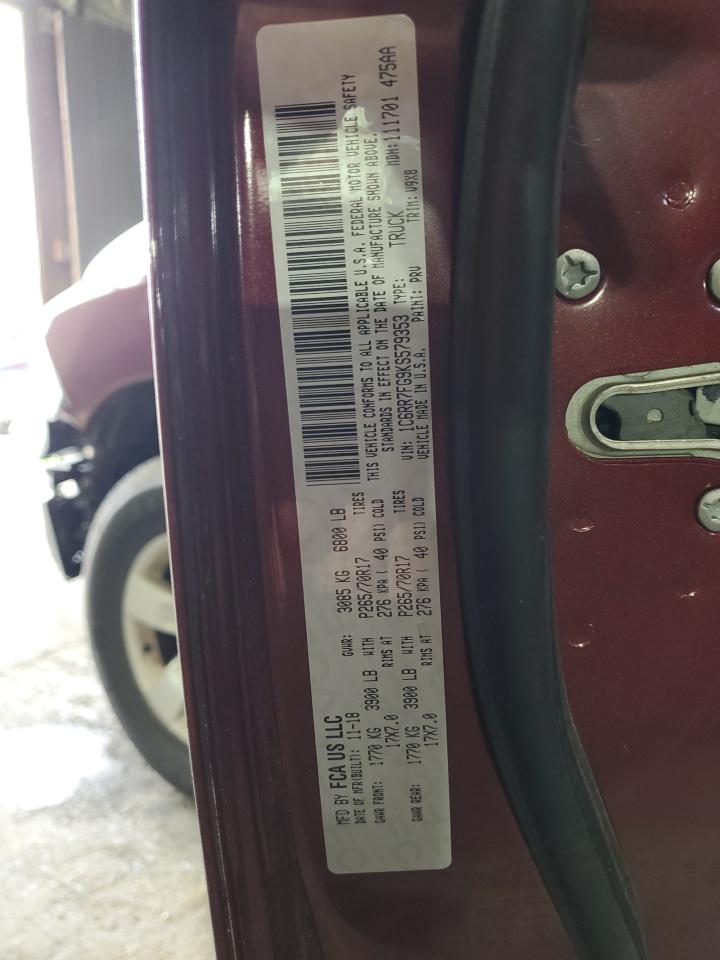 MFD BY FCA US LLC
DATE OF MFR(BUILT): 11-18 GVWR: 3085 KG 6800 LB
GAWR FRONT: 1770 KG 3900 LB WITH P265/70R17 TIRES
17X7.0 RIMS AT 276 KPA ( 40 PSI) COLD
GAWR REAR: 1770 KG 3900 LB WITH P265/70R17 TIRES
17X7.0 RIMS AT 276 KPA ( 40 PSI) COLD
THIS VEHICLE CONFORMS TO ALL APPLICABLE U.S.A. FEDERAL MOTOR VEHICLE SAFETY
STANDARDS IN EFFECT ON THE DATE OF MANUFACTURE SHOWN ABOVE.
VIN: 1C6RR7FG9KS579353 TYPE: TRUCK MDH: 111701 475AA
VEHICLE MADE IN U.S.A. PAINT: PRV TRIM: V9X8